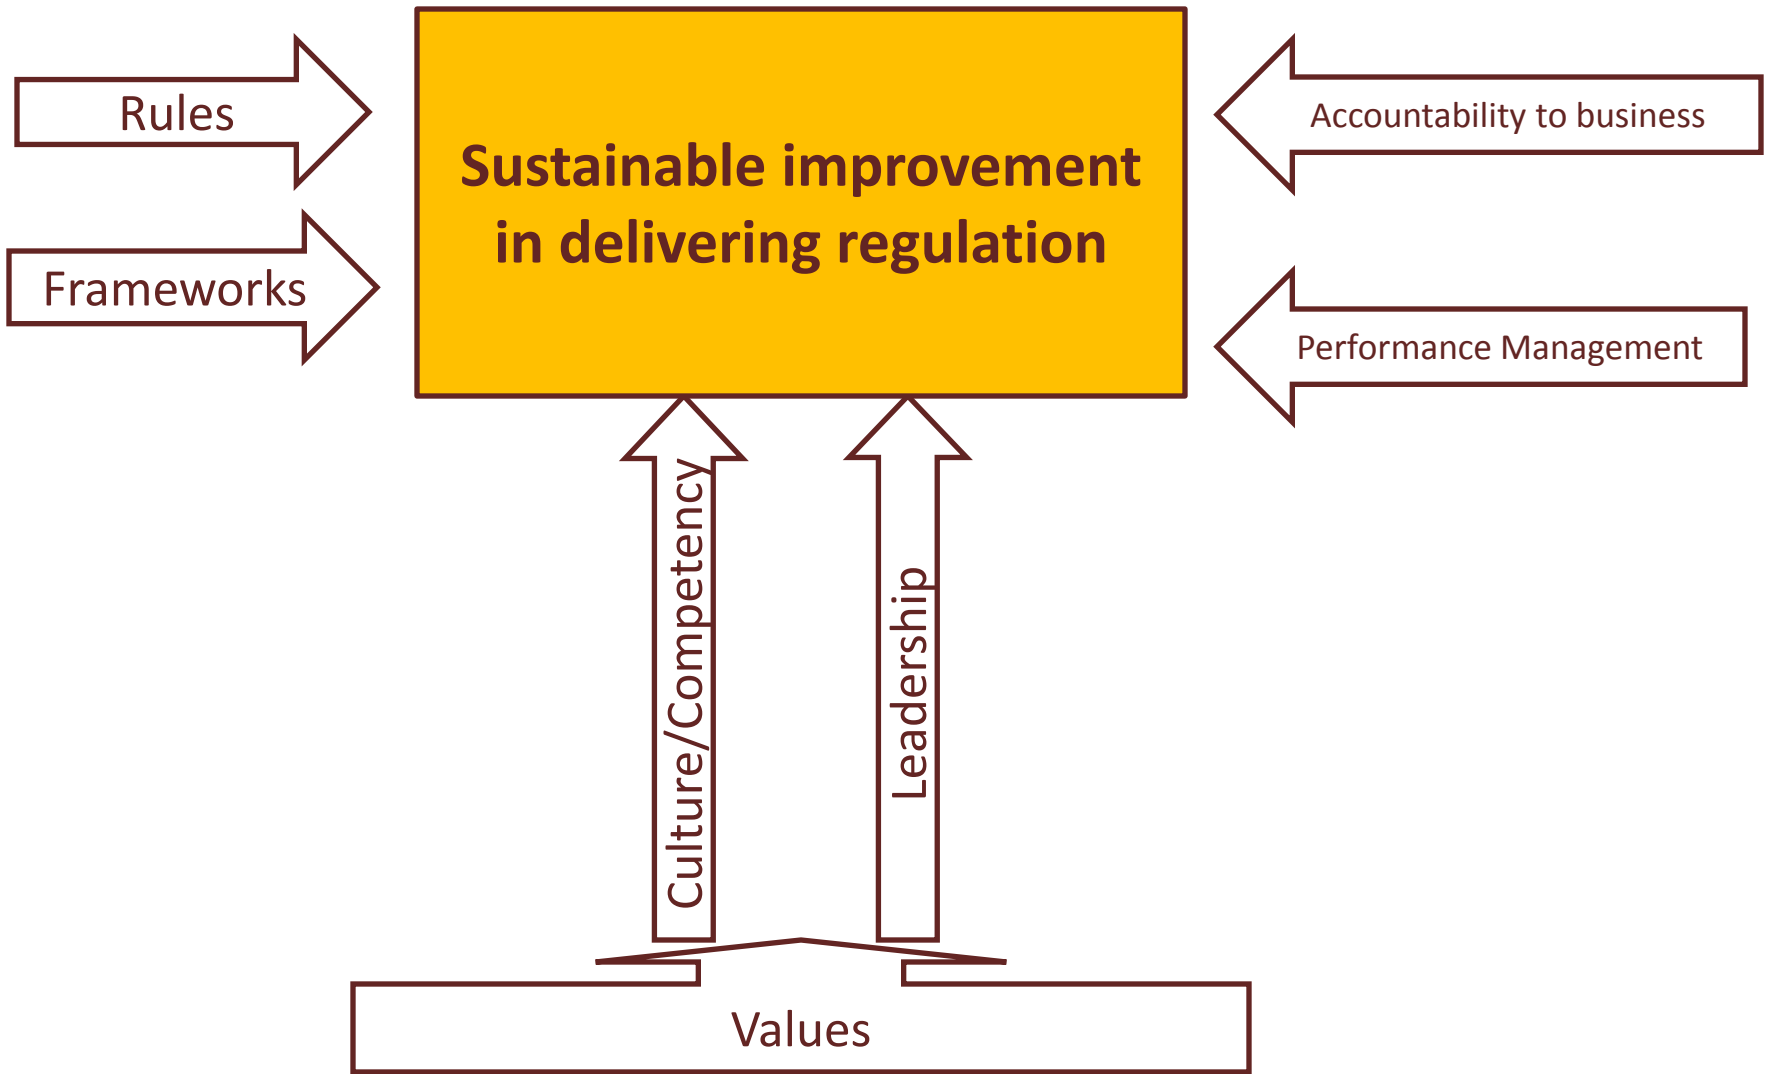 Rules
Sustainable improvement
in delivering regulation
Accountability to business
Frameworks
Performance Management
Culture/Competency
Leadership
Values